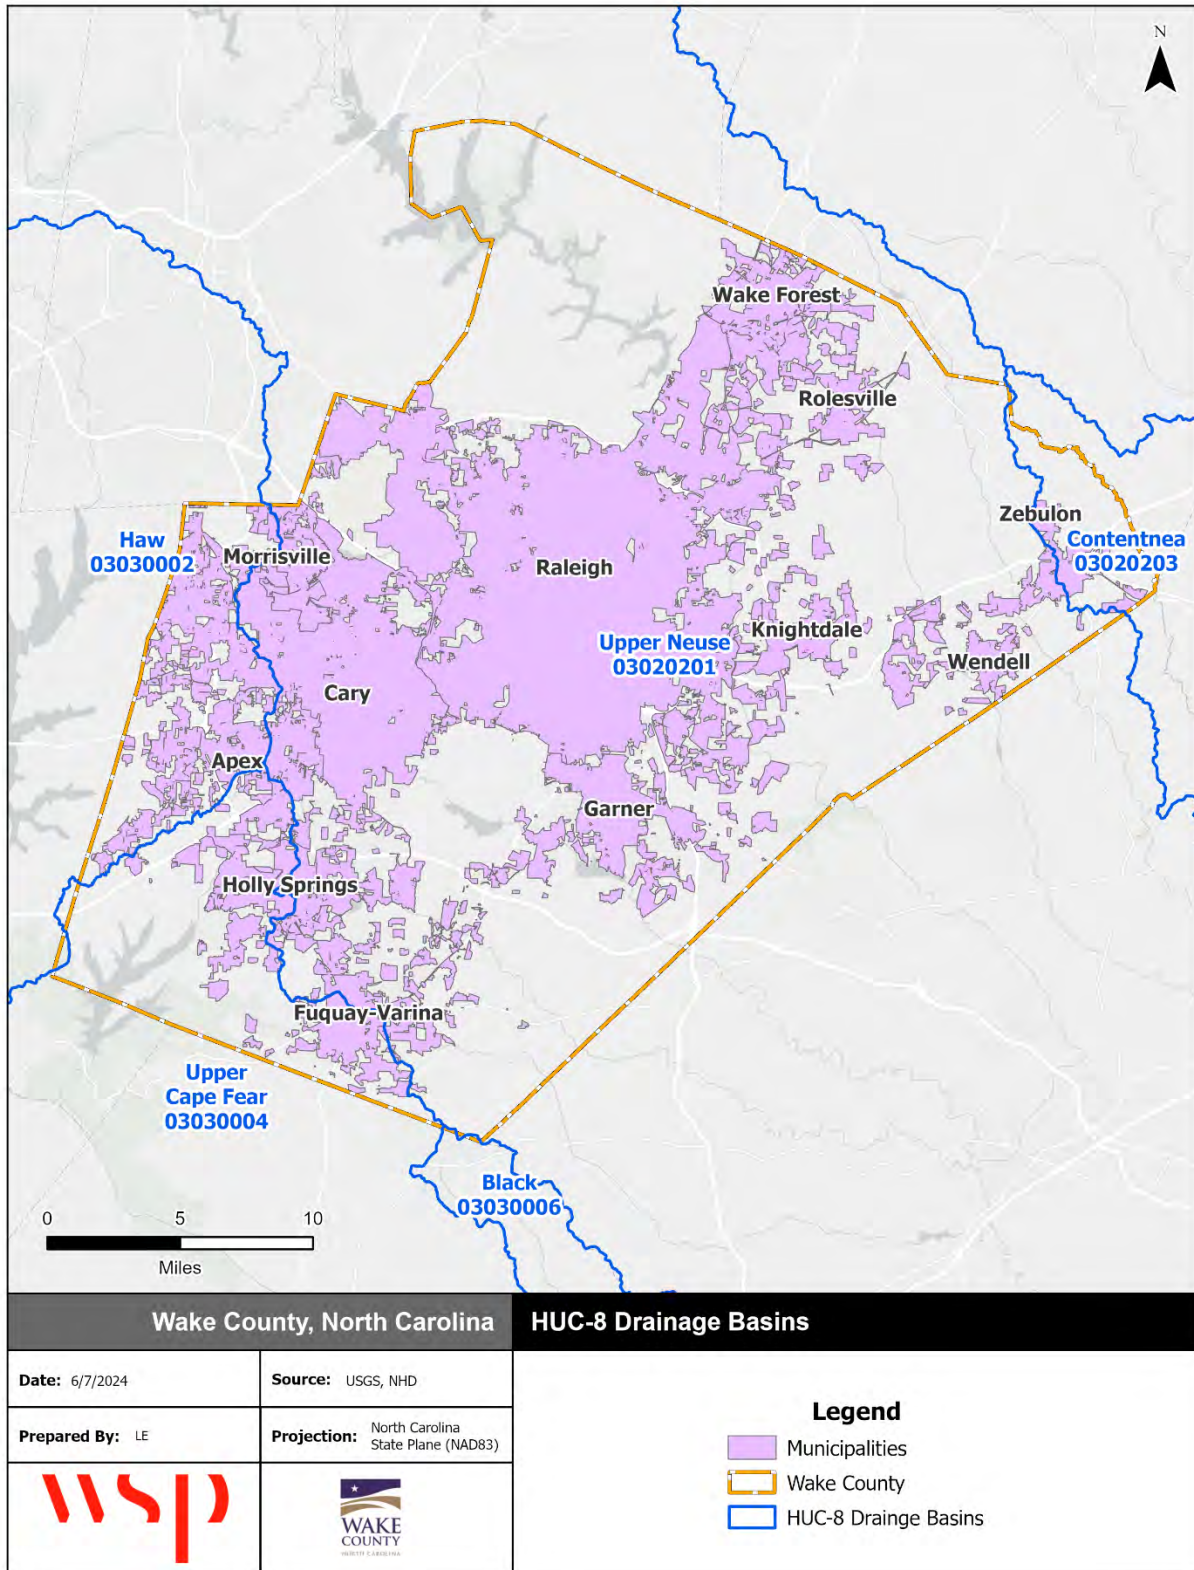 N
Wake Forest
Rolesville
Zebulon
Contentnea
03020203
Haw
03030002
Morrisville
Raleigh
Upper Neuse
03020201
Knightdale
Wendell
Cary
Apex
Garner
Holly Springs
Fuquay-Varina
Upper
Cape Fear
03030004
Black
03030006
0 5 10
Miles
Wake County, North Carolina
HUC-8 Drainage Basins
Date: 6/7/2024
Source: USGS, NHD
Prepared By: LE
Projection: North Carolina
State Plane (NAD83)
wsp
WAKE
COUNTY
NORTH CAROLINA
Legend
Municipalities
Wake County
HUC-8 Drainge Basins